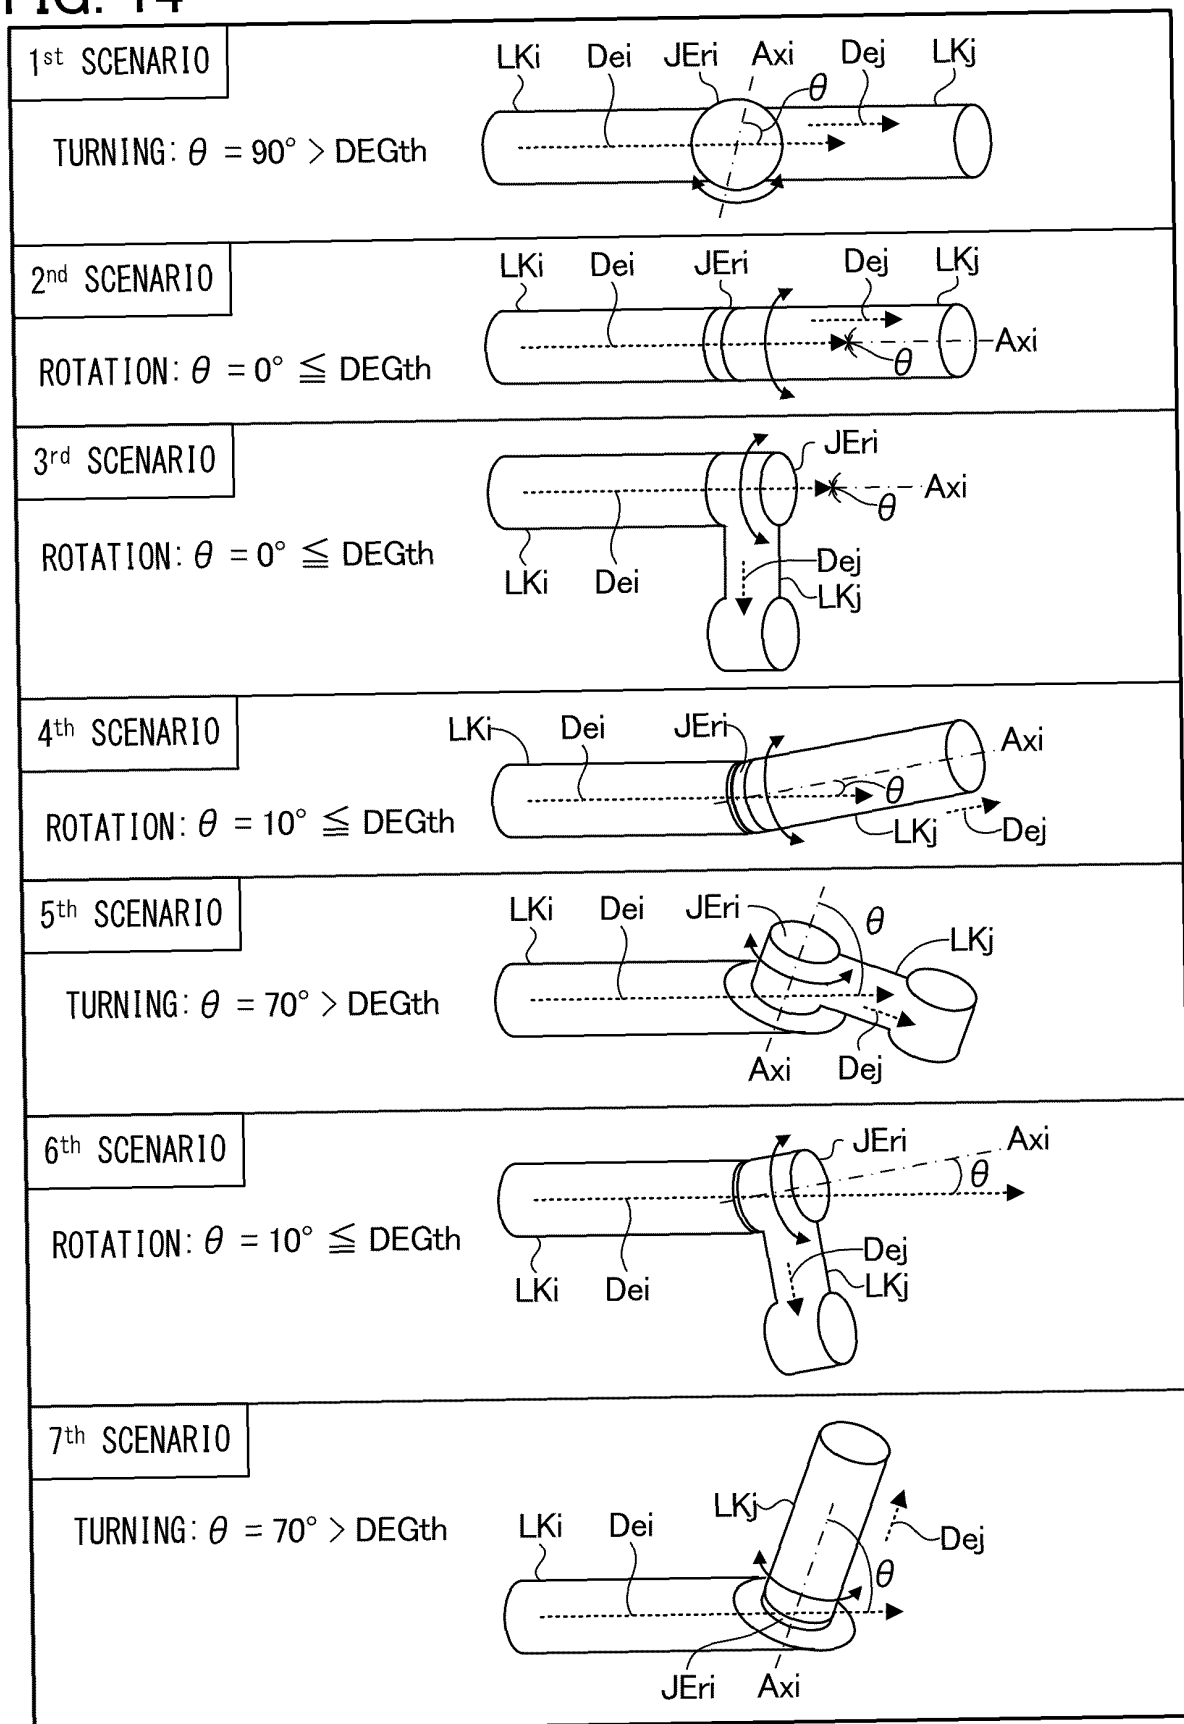 FIG. 14
1st SCENARIO
LKi Dei JEri Axi Dej LKj
θ
TURNING: θ = 90° > DEGth
2nd SCENARIO
LKi Dei JEri Dej LKj
Axi
θ
ROTATION: θ = 0° ≦ DEGth
3rd SCENARIO
JEri
Axi
θ
ROTATION: θ = 0° ≦ DEGth
Dej
LKi Dei LKj
4th SCENARIO
LKi Dei JEri Axi
θ
ROTATION: θ = 10° ≦ DEGth
LKj Dej
5th SCENARIO
LKi Dei JEri θ LKj
TURNING: θ = 70° > DEGth
Axi Dej
6th SCENARIO
JEri Axi
θ
ROTATION: θ = 10° ≦ DEGth
Dej
LKi Dei LKj
7th SCENARIO
LKj
TURNING: θ = 70° > DEGth
LKi Dei Dej
θ
JEri Axi